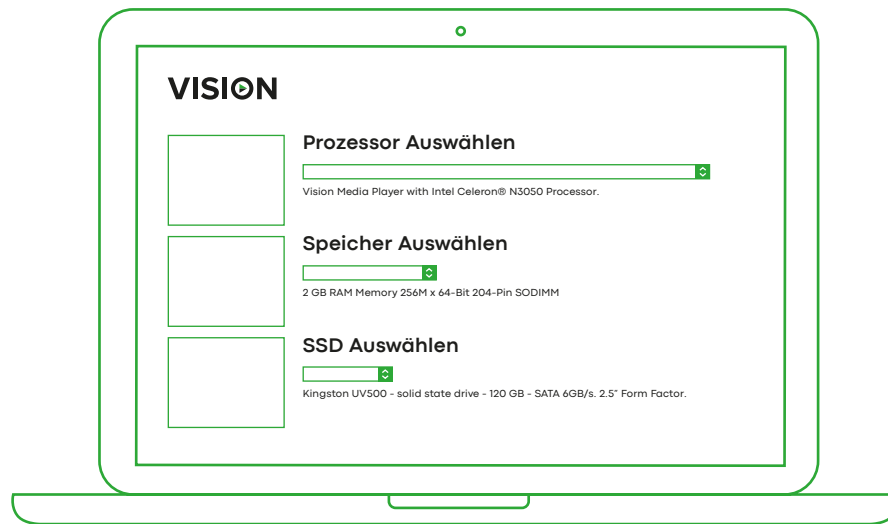 VISION
Prozessor Auswählen
Vision Media Player with Intel Celeron® N3050 Processor.
Speicher Auswählen
2 GB RAM Memory 256M x 64-Bit 204-Pin SODIMM
SSD Auswählen
Kingston UV500 - solid state drive - 120 GB - SATA 6GB/s. 2.5" Form Factor.